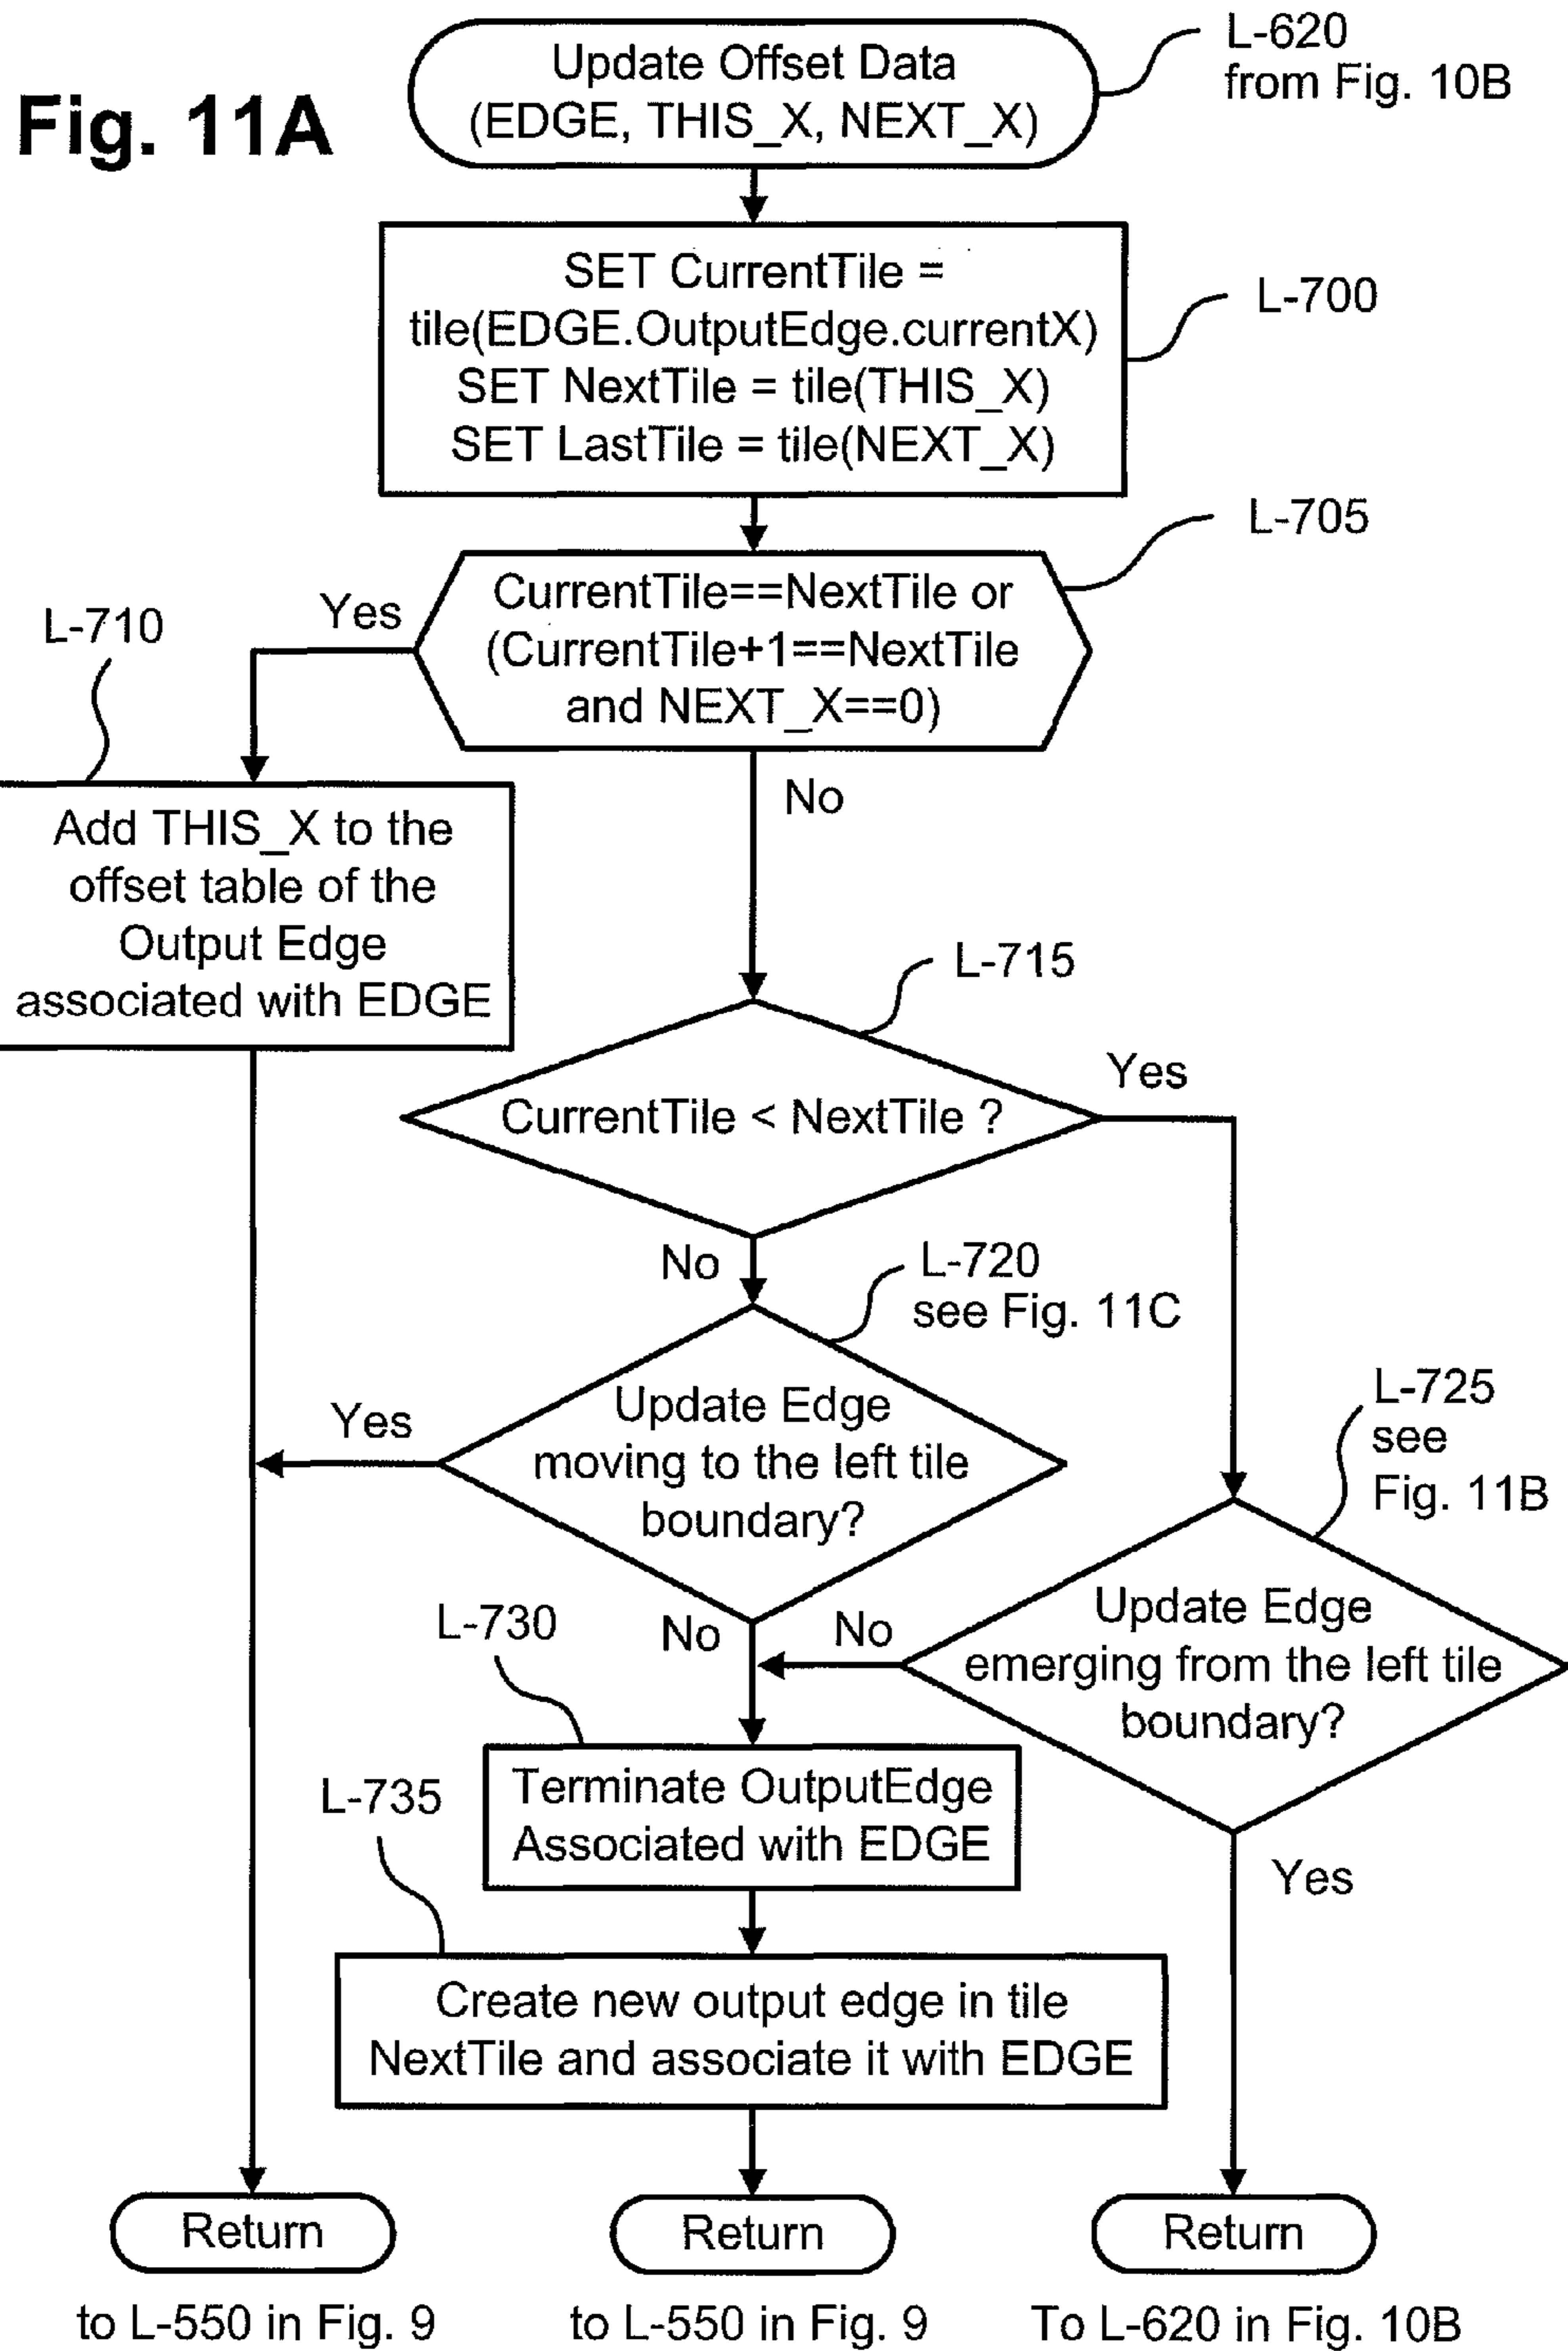 Fig. 11A
Update Offset Data
(EDGE, THIS_X, NEXT_X)
L-620
from Fig. 10B
SET CurrentTile =
tile(EDGE.OutputEdge.currentX)
SET NextTile = tile(THIS_X)
SET LastTile = tile(NEXT_X)
L-700
L-705
CurrentTile==NextTile or
(CurrentTile+1==NextTile
and NEXT_X==0)
Yes
L-710
No
Add THIS_X to the
offset table of the
Output Edge
associated with EDGE
L-715
CurrentTile < NextTile ?
Yes
No
L-720
see Fig. 11C
Update Edge
moving to the left tile
boundary?
Yes
L-725
see
Fig. 11B
No
No
Update Edge
emerging from the left tile
boundary?
L-730
Terminate OutputEdge
Associated with EDGE
Yes
L-735
Create new output edge in tile
NextTile and associate it with EDGE
Return
Return
Return
to L-550 in Fig. 9
to L-550 in Fig. 9
To L-620 in Fig. 10B